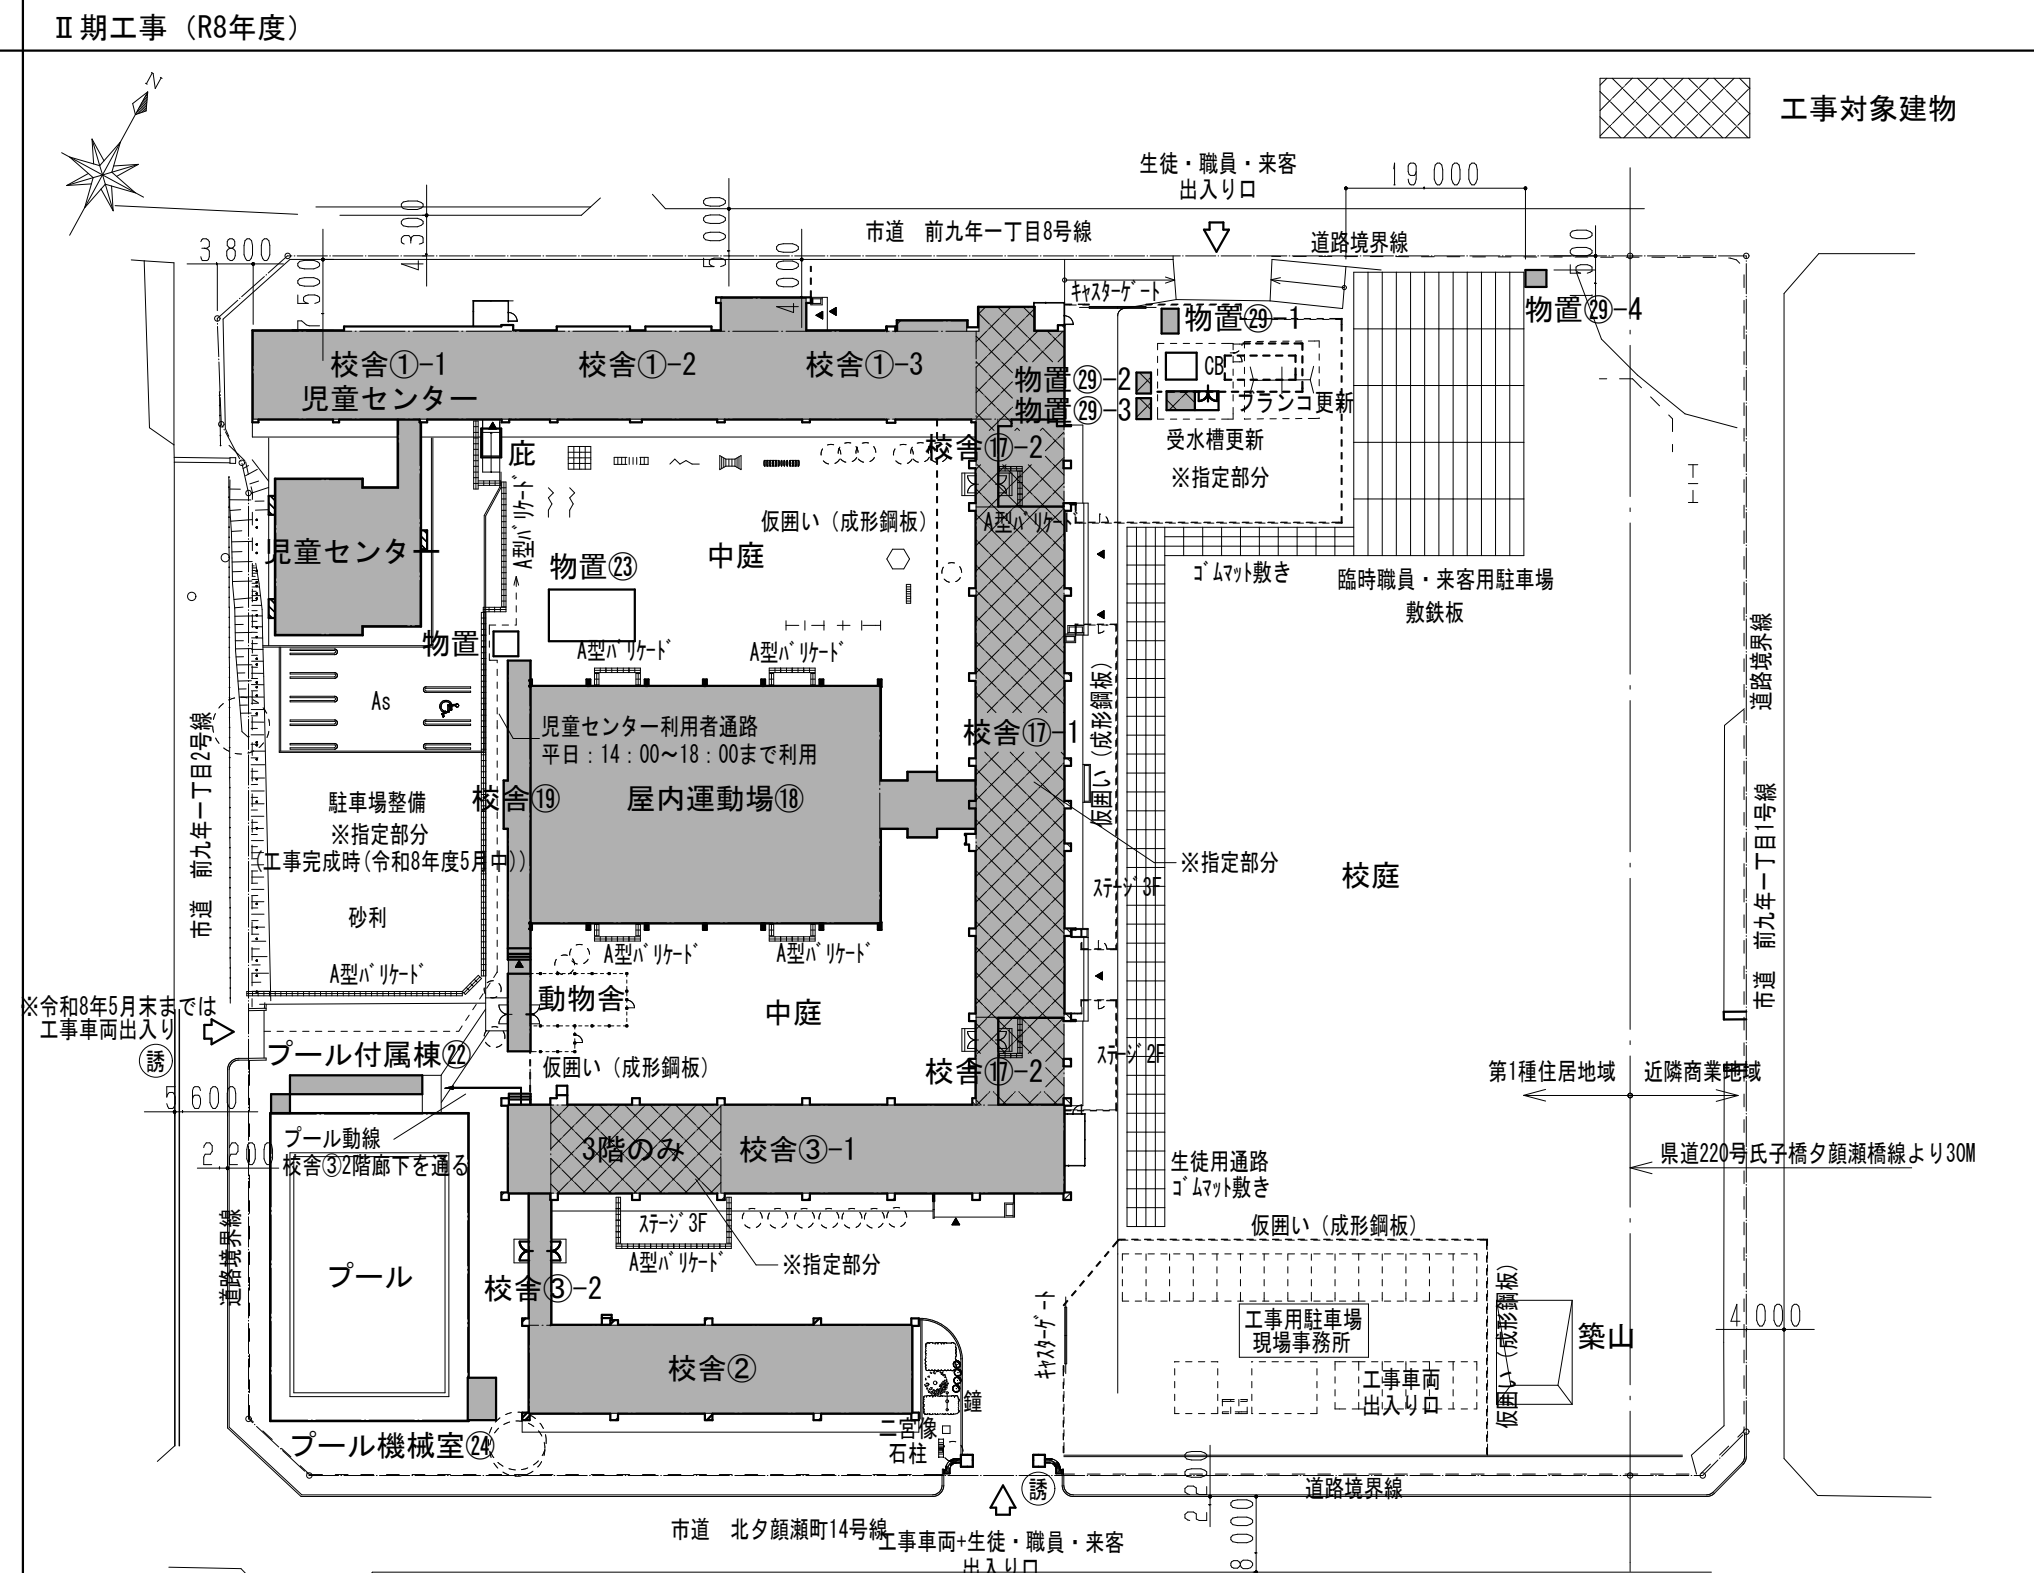 Ⅱ期工事（R8年度）
N
工事対象建物
生徒・職員・来客
出入り口
19,000
市道　前九年一丁目8号線
道路境界線
3,800
7,500
4,300
5,000
4,000
1,500
キャスターゲート
物置㉙-1
物置㉙-4
校舎①-1
校舎①-2
校舎①-3
児童センター
物置㉙-2
物置㉙-3
CB
ブランコ更新
受水槽更新
※指定部分
校舎⑰-2
庇
A型バリケード
仮囲い（成形鋼板）
A型バリケード
中庭
児童センター
物置㉓
ゴムマット敷き
臨時職員・来客用駐車場
敷鉄板
物置
A型バリケード
A型バリケード
As
児童センター利用者通路
平日：14：00～18：00まで利用
校舎⑰-1
仮囲い（成形鋼板）
道路境界線
市道　前九年一丁目2号線
駐車場整備
※指定部分
(工事完成時(令和8年度5月中))
校舎⑲
屋内運動場⑱
※指定部分
ステージ3F
校庭
市道　前九年一丁目1号線
砂利
A型バリケード
A型バリケード
A型バリケード
※令和8年5月末までは
工事車両出入り
誘
動物舎
中庭
プール付属棟㉒
仮囲い（成形鋼板）
校舎⑰-2
ステージ2F
第1種住居地域
近隣商業地域
5,600
2,200
プール動線
校舎③2階廊下を通る
3階のみ
校舎③-1
生徒用通路
ゴムマット敷き
県道220号氏子橋夕顔瀬橋線より30M
道路境界線
ステージ3F
A型バリケード
※指定部分
仮囲い（成形鋼板）
プール
校舎③-2
キャスターゲート
工事用駐車場
現場事務所
仮囲い（成形鋼板）
築山
4,000
校舎②
工事車両
出入り口
鐘
二宮像
石柱
プール機械室㉔
誘
2,200
道路境界線
市道　北夕顔瀬町14号線
工事車両+生徒・職員・来客
出入り口
8,000